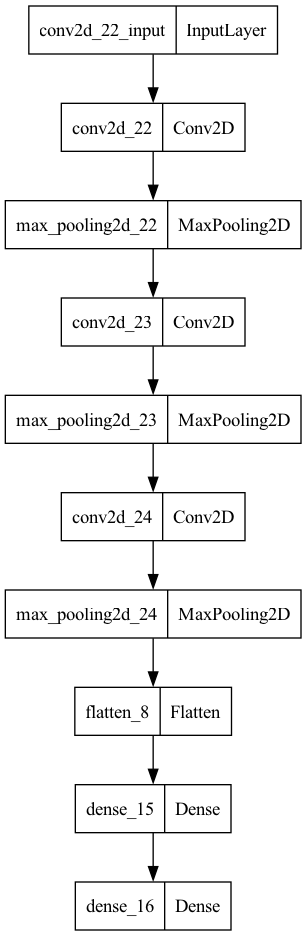 conv2d_22_input InputLayer
conv2d_22 Conv2D
max_pooling2d_22 MaxPooling2D
conv2d_23 Conv2D
max_pooling2d_23 MaxPooling2D
conv2d_24 Conv2D
max_pooling2d_24 MaxPooling2D
flatten_8 Flatten
dense_15 Dense
dense_16 Dense